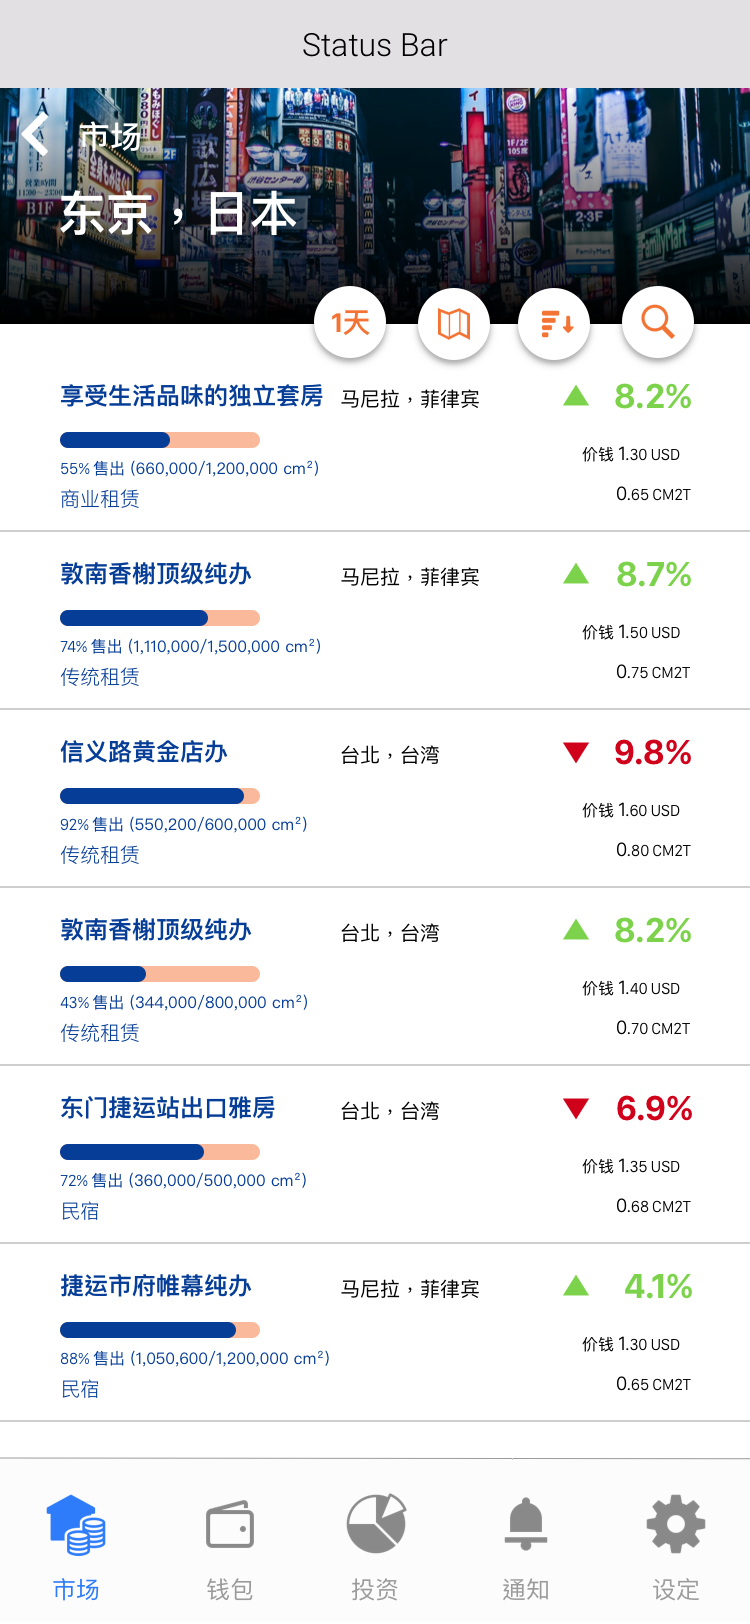 Status Bar
市场
东京，日本
1天
享受生活品味的独立套房 马尼拉，菲律宾 8.2%
价钱 1.30 USD
55% 售出 (660,000/1,200,000 cm²)
商业租赁 0.65 CM2T
敦南香榭顶级纯办 马尼拉，菲律宾 8.7%
价钱 1.50 USD
74% 售出 (1,110,000/1,500,000 cm²)
传统租赁 0.75 CM2T
信义路黄金店办 台北，台湾 9.8%
价钱 1.60 USD
92% 售出 (550,200/600,000 cm²)
传统租赁 0.80 CM2T
敦南香榭顶级纯办 台北，台湾 8.2%
价钱 1.40 USD
43% 售出 (344,000/800,000 cm²)
传统租赁 0.70 CM2T
东门捷运站出口雅房 台北，台湾 6.9%
价钱 1.35 USD
72% 售出 (360,000/500,000 cm²)
民宿 0.68 CM2T
捷运市府帷幕纯办 马尼拉，菲律宾 4.1%
价钱 1.30 USD
88% 售出 (1,050,600/1,200,000 cm²)
民宿 0.65 CM2T
市场 钱包 投资 通知 设定